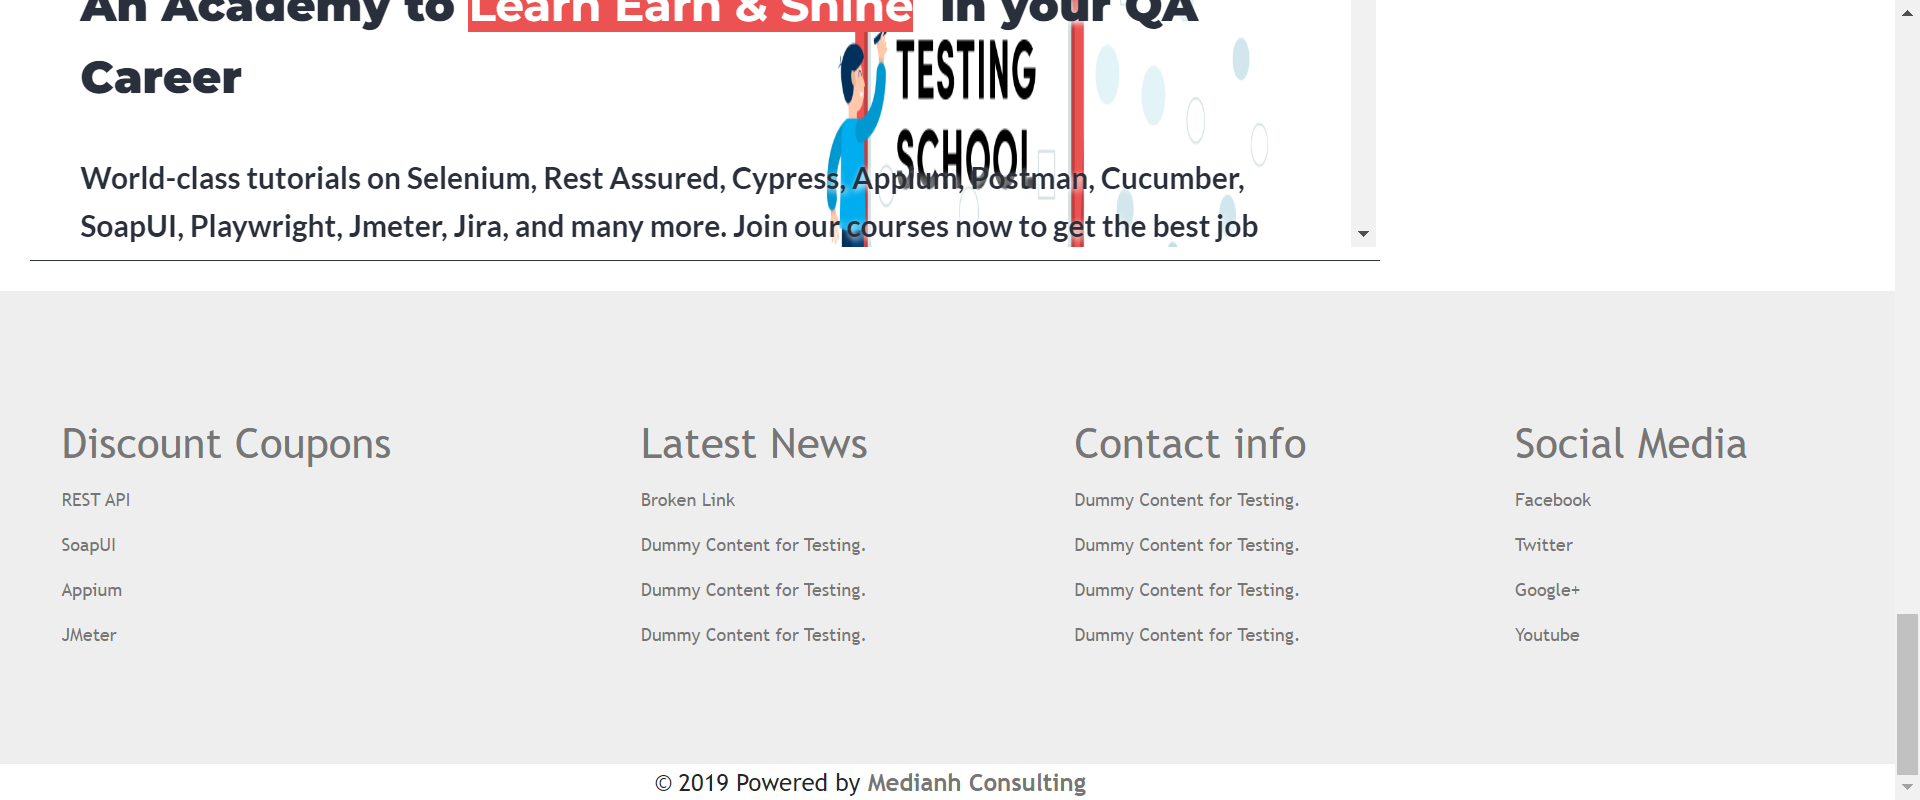 An Academy to Learn Earn & Shine in your QA
Career
TESTING
SCHOOL
World-class tutorials on Selenium, Rest Assured, Cypress, Appium, Postman, Cucumber,
SoapUI, Playwright, Jmeter, Jira, and many more. Join our courses now to get the best job
Discount Coupons
REST API
SoapUI
Appium
JMeter
Latest News
Broken Link
Dummy Content for Testing.
Dummy Content for Testing.
Dummy Content for Testing.
Contact info
Dummy Content for Testing.
Dummy Content for Testing.
Dummy Content for Testing.
Dummy Content for Testing.
Social Media
Facebook
Twitter
Google+
Youtube
© 2019 Powered by Medianh Consulting